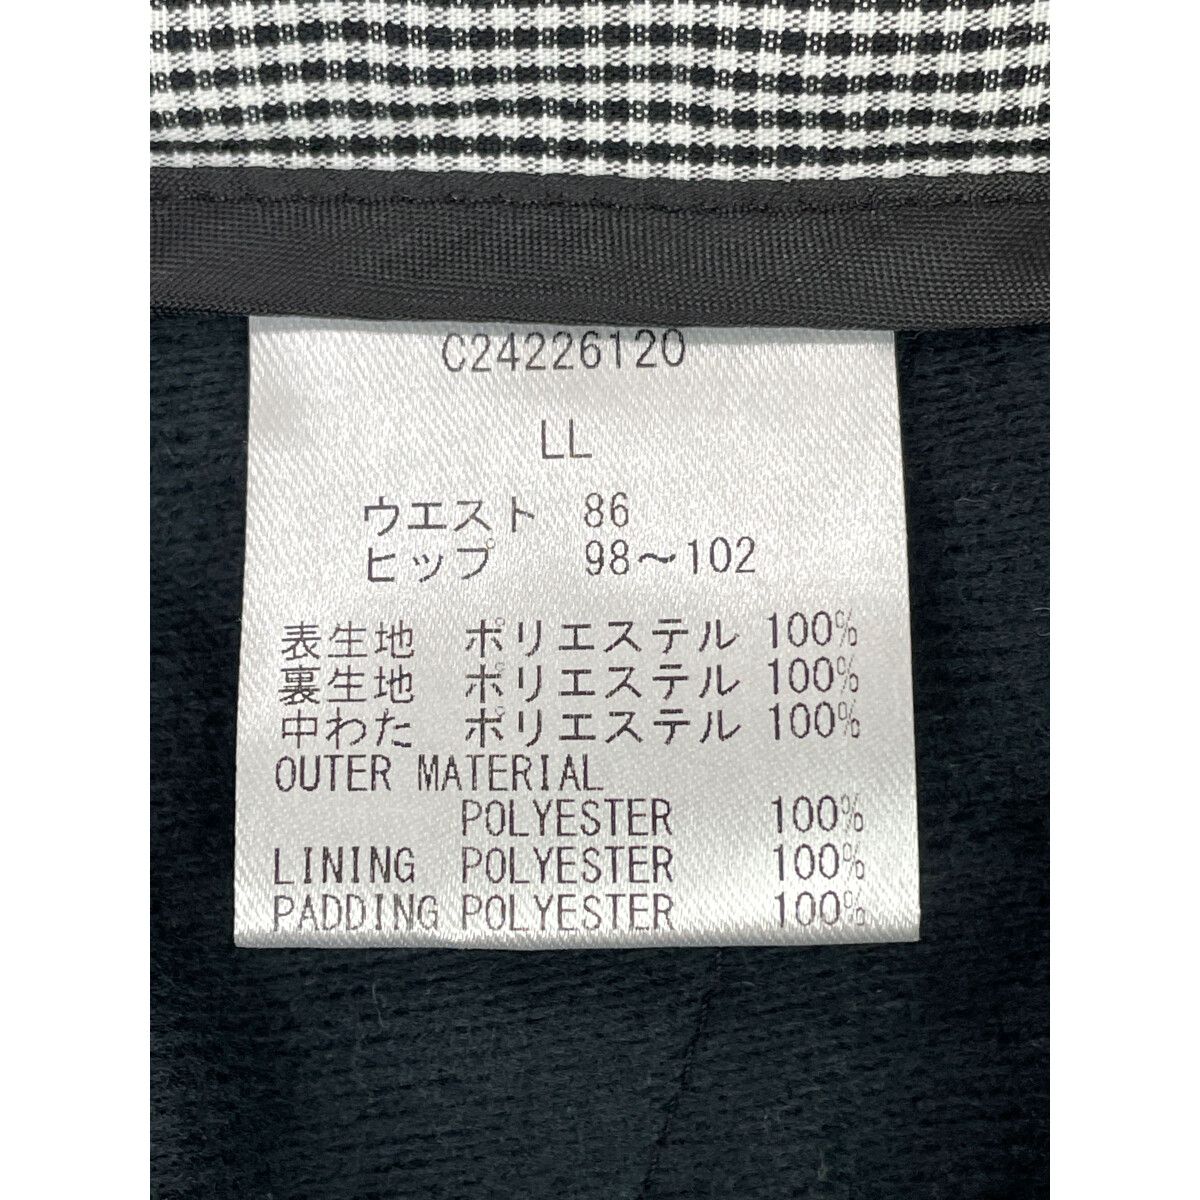 C24226120
LL
ウエスト 86
ヒップ 98～102
表生地 ポリエステル 100%
裏生地 ポリエステル 100%
中わた ポリエステル 100%
OUTER MATERIAL
POLYESTER 100%
LINING POLYESTER 100%
PADDING POLYESTER 100%